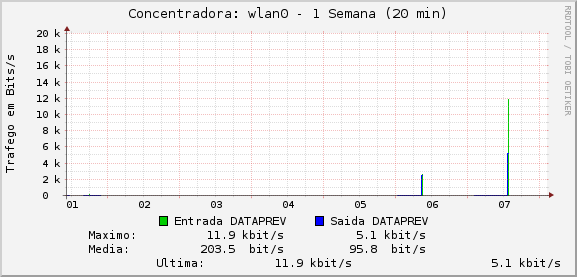 Concentradora: wlan0 - 1 Semana (20 min)
RRDTOOL / TOBI OETIKER
Trafego em Bits/s
20 k
18 k
16 k
14 k
12 k
10 k
8 k
6 k
4 k
2 k
0
01 02 03 04 05 06 07
Entrada DATAPREV Saida DATAPREV
Maximo: 11.9 kbit/s 5.1 kbit/s
Media: 203.5 bit/s 95.8 bit/s
Ultima: 11.9 kbit/s 5.1 kbit/s